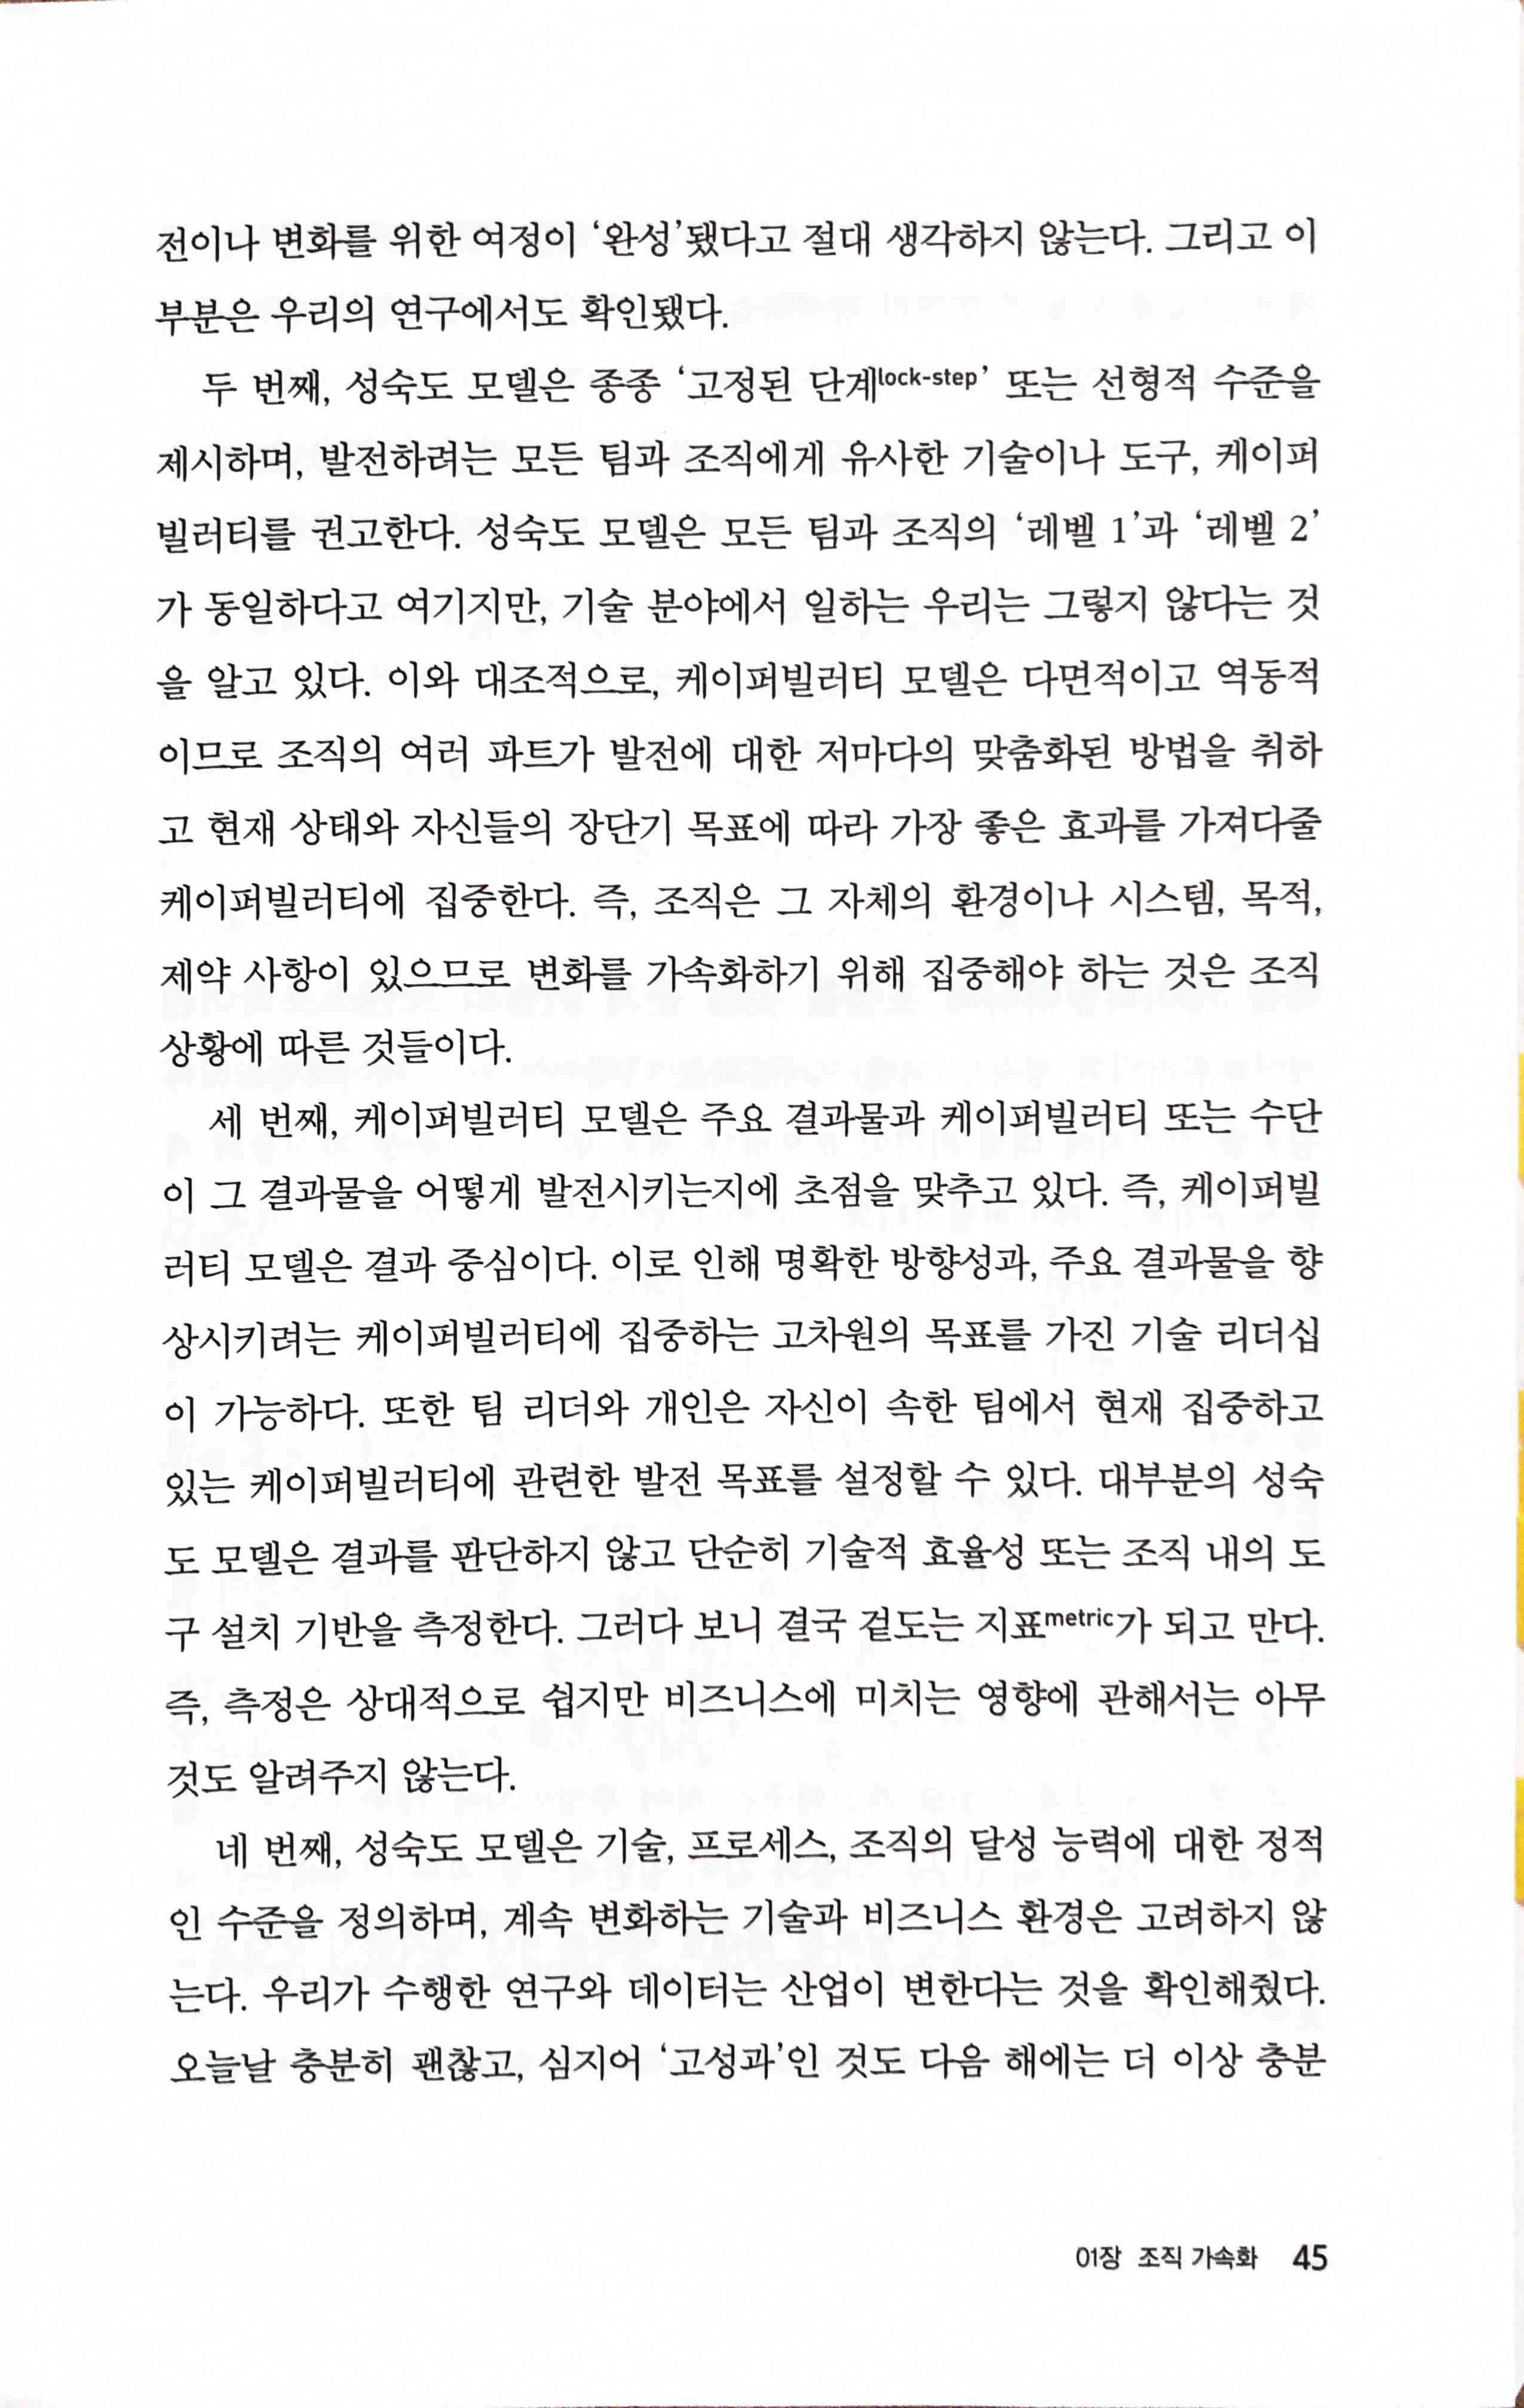 전이나 변화를 위한 여정이 ‘완성’됐다고 절대 생각하지 않는다. 그리고 이
부분은 우리의 연구에서도 확인됐다.
두 번째, 성숙도 모델은 종종 ‘고정된 단계lock-step’ 또는 선형적 수준을
제시하며, 발전하려는 모든 팀과 조직에게 유사한 기술이나 도구, 케이퍼
빌러티를 권고한다. 성숙도 모델은 모든 팀과 조직의 ‘레벨 1’과 ‘레벨 2’
가 동일하다고 여기지만, 기술 분야에서 일하는 우리는 그렇지 않다는 것
을 알고 있다. 이와 대조적으로, 케이퍼빌러티 모델은 다면적이고 역동적
이므로 조직의 여러 파트가 발전에 대한 저마다의 맞춤화된 방법을 취하
고 현재 상태와 자신들의 장단기 목표에 따라 가장 좋은 효과를 가져다줄
케이퍼빌러티에 집중한다. 즉, 조직은 그 자체의 환경이나 시스템, 목적,
제약 사항이 있으므로 변화를 가속화하기 위해 집중해야 하는 것은 조직
상황에 따른 것들이다.
세 번째, 케이퍼빌러티 모델은 주요 결과물과 케이퍼빌러티 또는 수단
이 그 결과물을 어떻게 발전시키는지에 초점을 맞추고 있다. 즉, 케이퍼빌
러티 모델은 결과 중심이다. 이로 인해 명확한 방향성과, 주요 결과물을 향
상시키려는 케이퍼빌러티에 집중하는 고차원의 목표를 가진 기술 리더십
이 가능하다. 또한 팀 리더와 개인은 자신이 속한 팀에서 현재 집중하고
있는 케이퍼빌러티에 관련한 발전 목표를 설정할 수 있다. 대부분의 성숙
도 모델은 결과를 판단하지 않고 단순히 기술적 효율성 또는 조직 내의 도
구 설치 기반을 측정한다. 그러다 보니 결국 겉도는 지표metric가 되고 만다.
즉, 측정은 상대적으로 쉽지만 비즈니스에 미치는 영향에 관해서는 아무
것도 알려주지 않는다.
네 번째, 성숙도 모델은 기술, 프로세스, 조직의 달성 능력에 대한 정적
인 수준을 정의하며, 계속 변화하는 기술과 비즈니스 환경은 고려하지 않
는다. 우리가 수행한 연구와 데이터는 산업이 변한다는 것을 확인해줬다.
오늘날 충분히 괜찮고, 심지어 ‘고성과’인 것도 다음 해에는 더 이상 충분
01장 조직 가속화 45